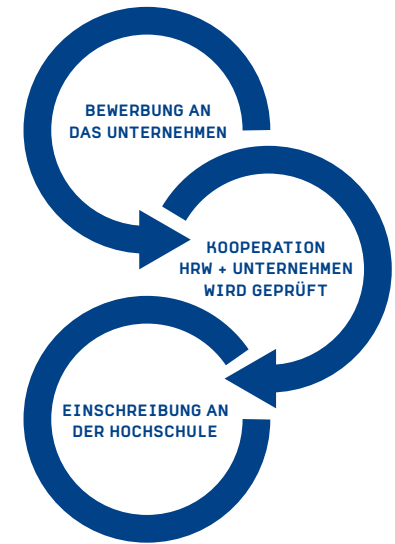 BEWERBUNG AN
DAS UNTERNEHMEN
KOOPERATION
HRW + UNTERNEHMEN
WIRD GEPRÜFT
EINSCHREIBUNG AN
DER HOCHSCHULE